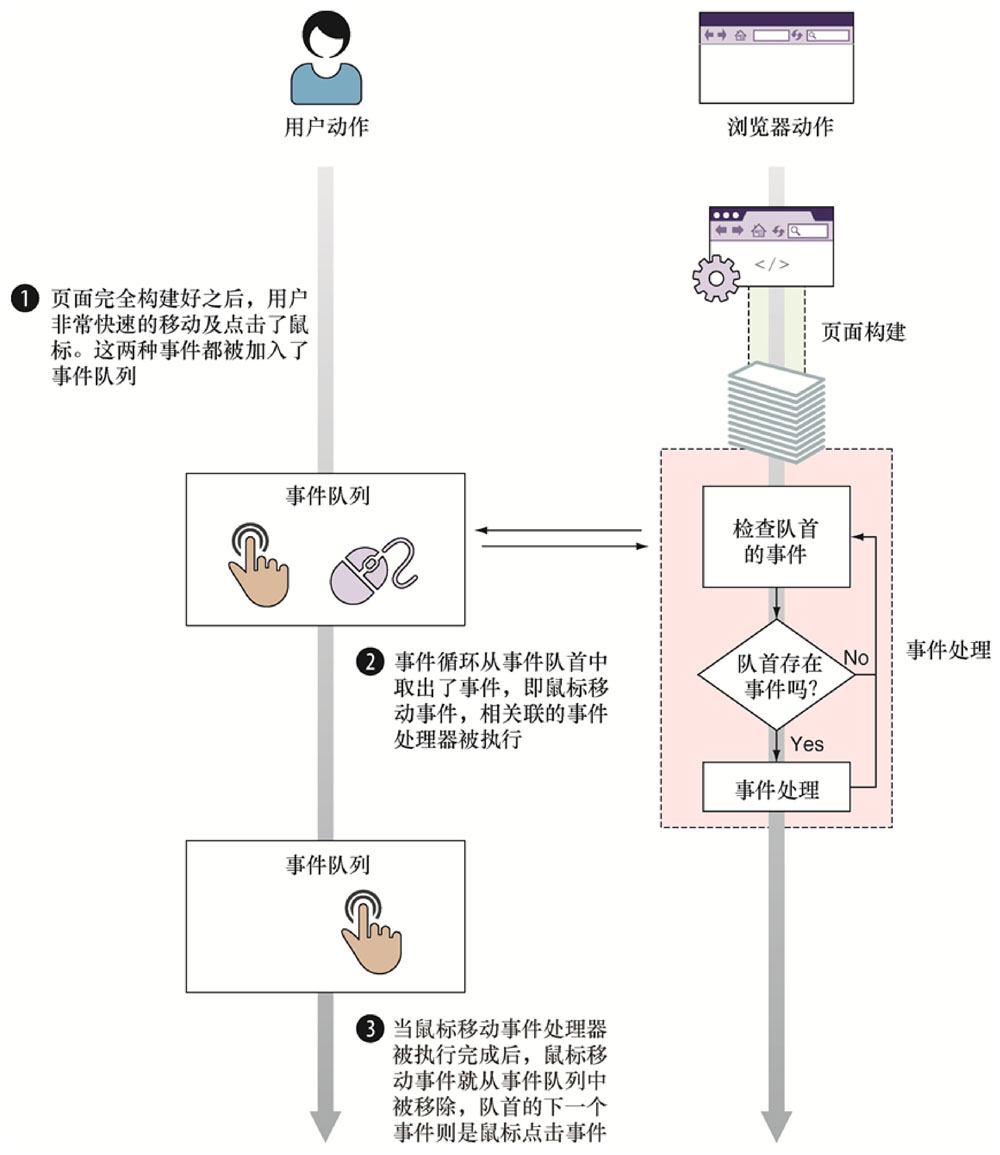 用户动作
浏览器动作
</>
页面构建
1 页面完全构建好之后，用户
非常快速的移动及点击了鼠
标。这两种事件都被加入了
事件队列
事件队列
检查队首
的事件
队首存在
事件吗？
No
Yes
事件处理
事件处理
2 事件循环从事件队首中
取出了事件，即鼠标移
动事件，相关联的事件
处理器被执行
事件队列
3 当鼠标移动事件处理器
被执行完成后，鼠标移
动事件就从事件队列中
被移除，队首的下一个
事件则是鼠标点击事件